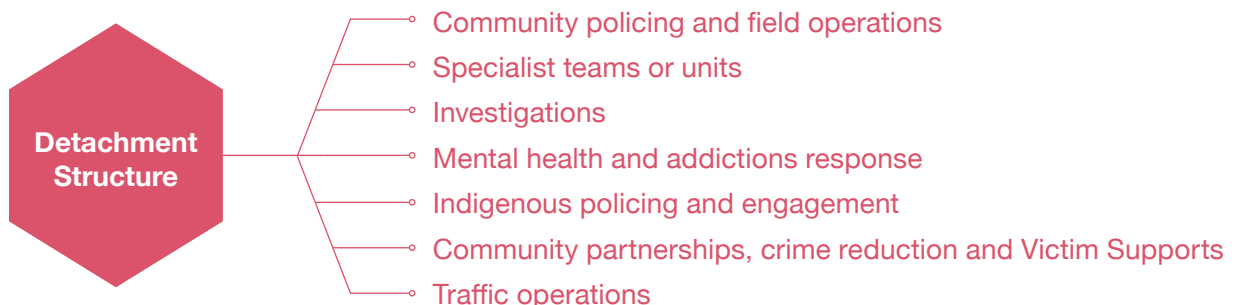 Detachment
Structure
Community policing and field operations
Specialist teams or units
Investigations
Mental health and addictions response
Indigenous policing and engagement
Community partnerships, crime reduction and Victim Supports
Traffic operations